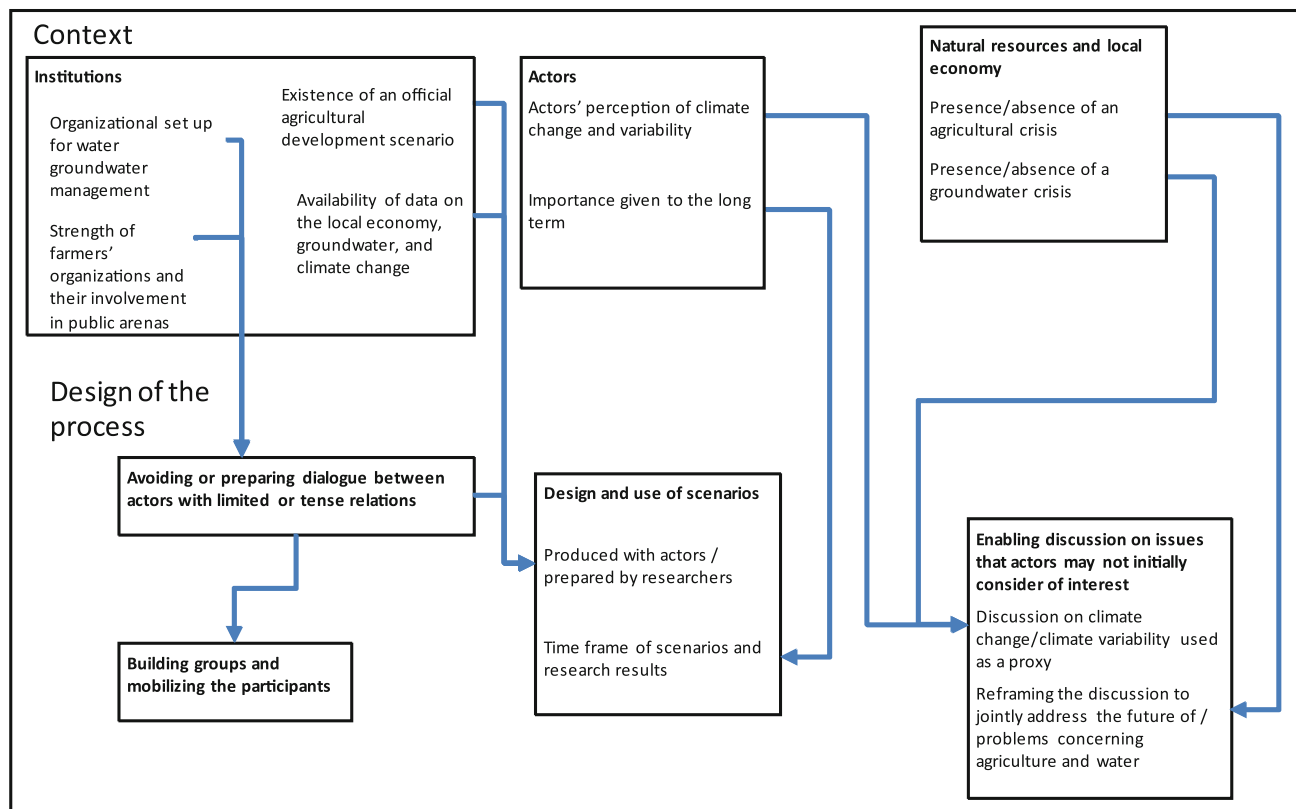 Context
Institutions
Organizational set up
for water
groundwater
management
Strength of
farmers’
organizations and
their involvement
in public arenas
Existence of an official
agricultural
development scenario
Availability of data on
the local economy,
groundwater, and
climate change
Actors
Actors’ perception of climate
change and variability
Importance given to the long
term
Natural resources and local
economy
Presence/absence of an
agricultural crisis
Presence/absence of a
groundwater crisis
Design of the
process
Avoiding or preparing dialogue between
actors with limited or tense relations
Building groups and
mobilizing the participants
Design and use of scenarios
Produced with actors /
prepared by researchers
Time frame of scenarios and
research results
Enabling discussion on issues
that actors may not initially
consider of interest
Discussion on climate
change/climate variability used
as a proxy
Reframing the discussion to
jointly address the future of /
problems concerning
agriculture and water